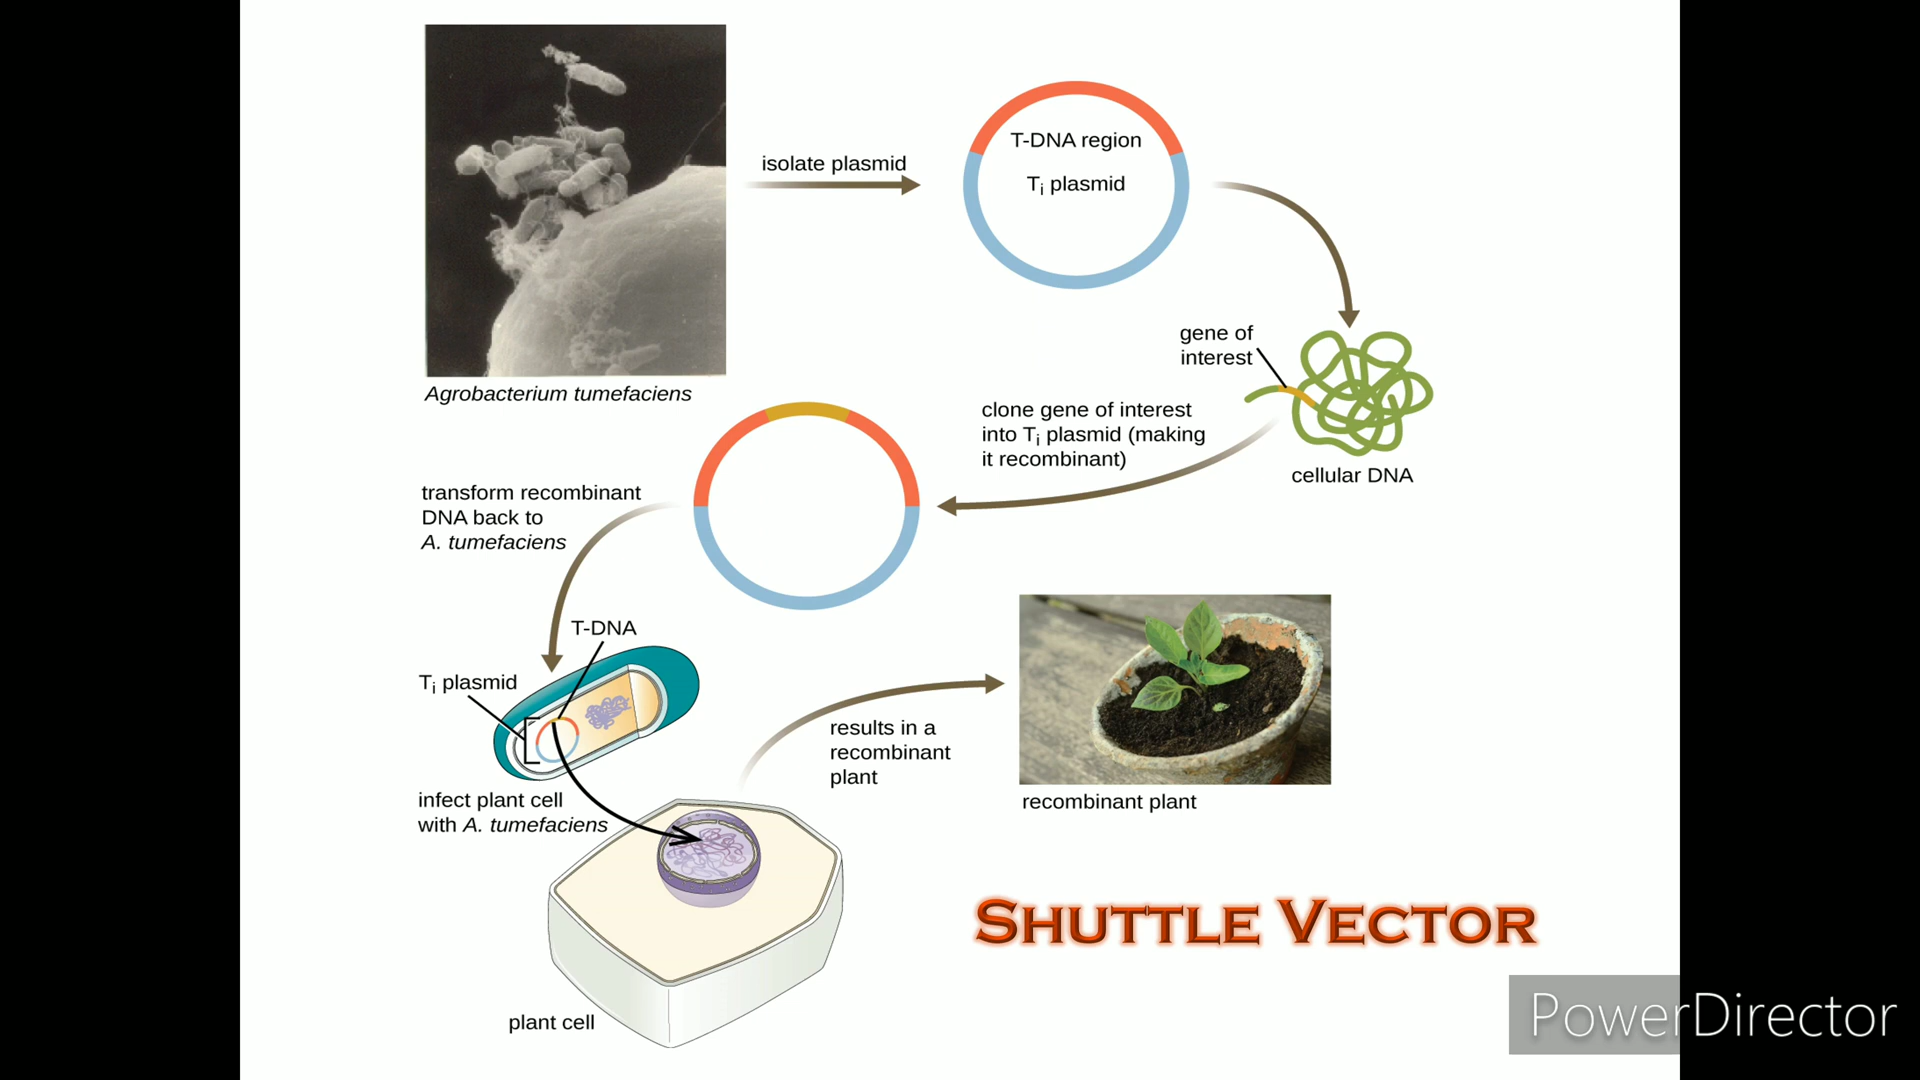 isolate plasmid
T-DNA region
Ti plasmid
Agrobacterium tumefaciens
gene of
interest
cellular DNA
clone gene of interest
into Ti plasmid (making
it recombinant)
transform recombinant
DNA back to
A. tumefaciens
T-DNA
Ti plasmid
infect plant cell
with A. tumefaciens
plant cell
results in a
recombinant
plant
recombinant plant
SHUTTLE VECTOR
PowerDirector